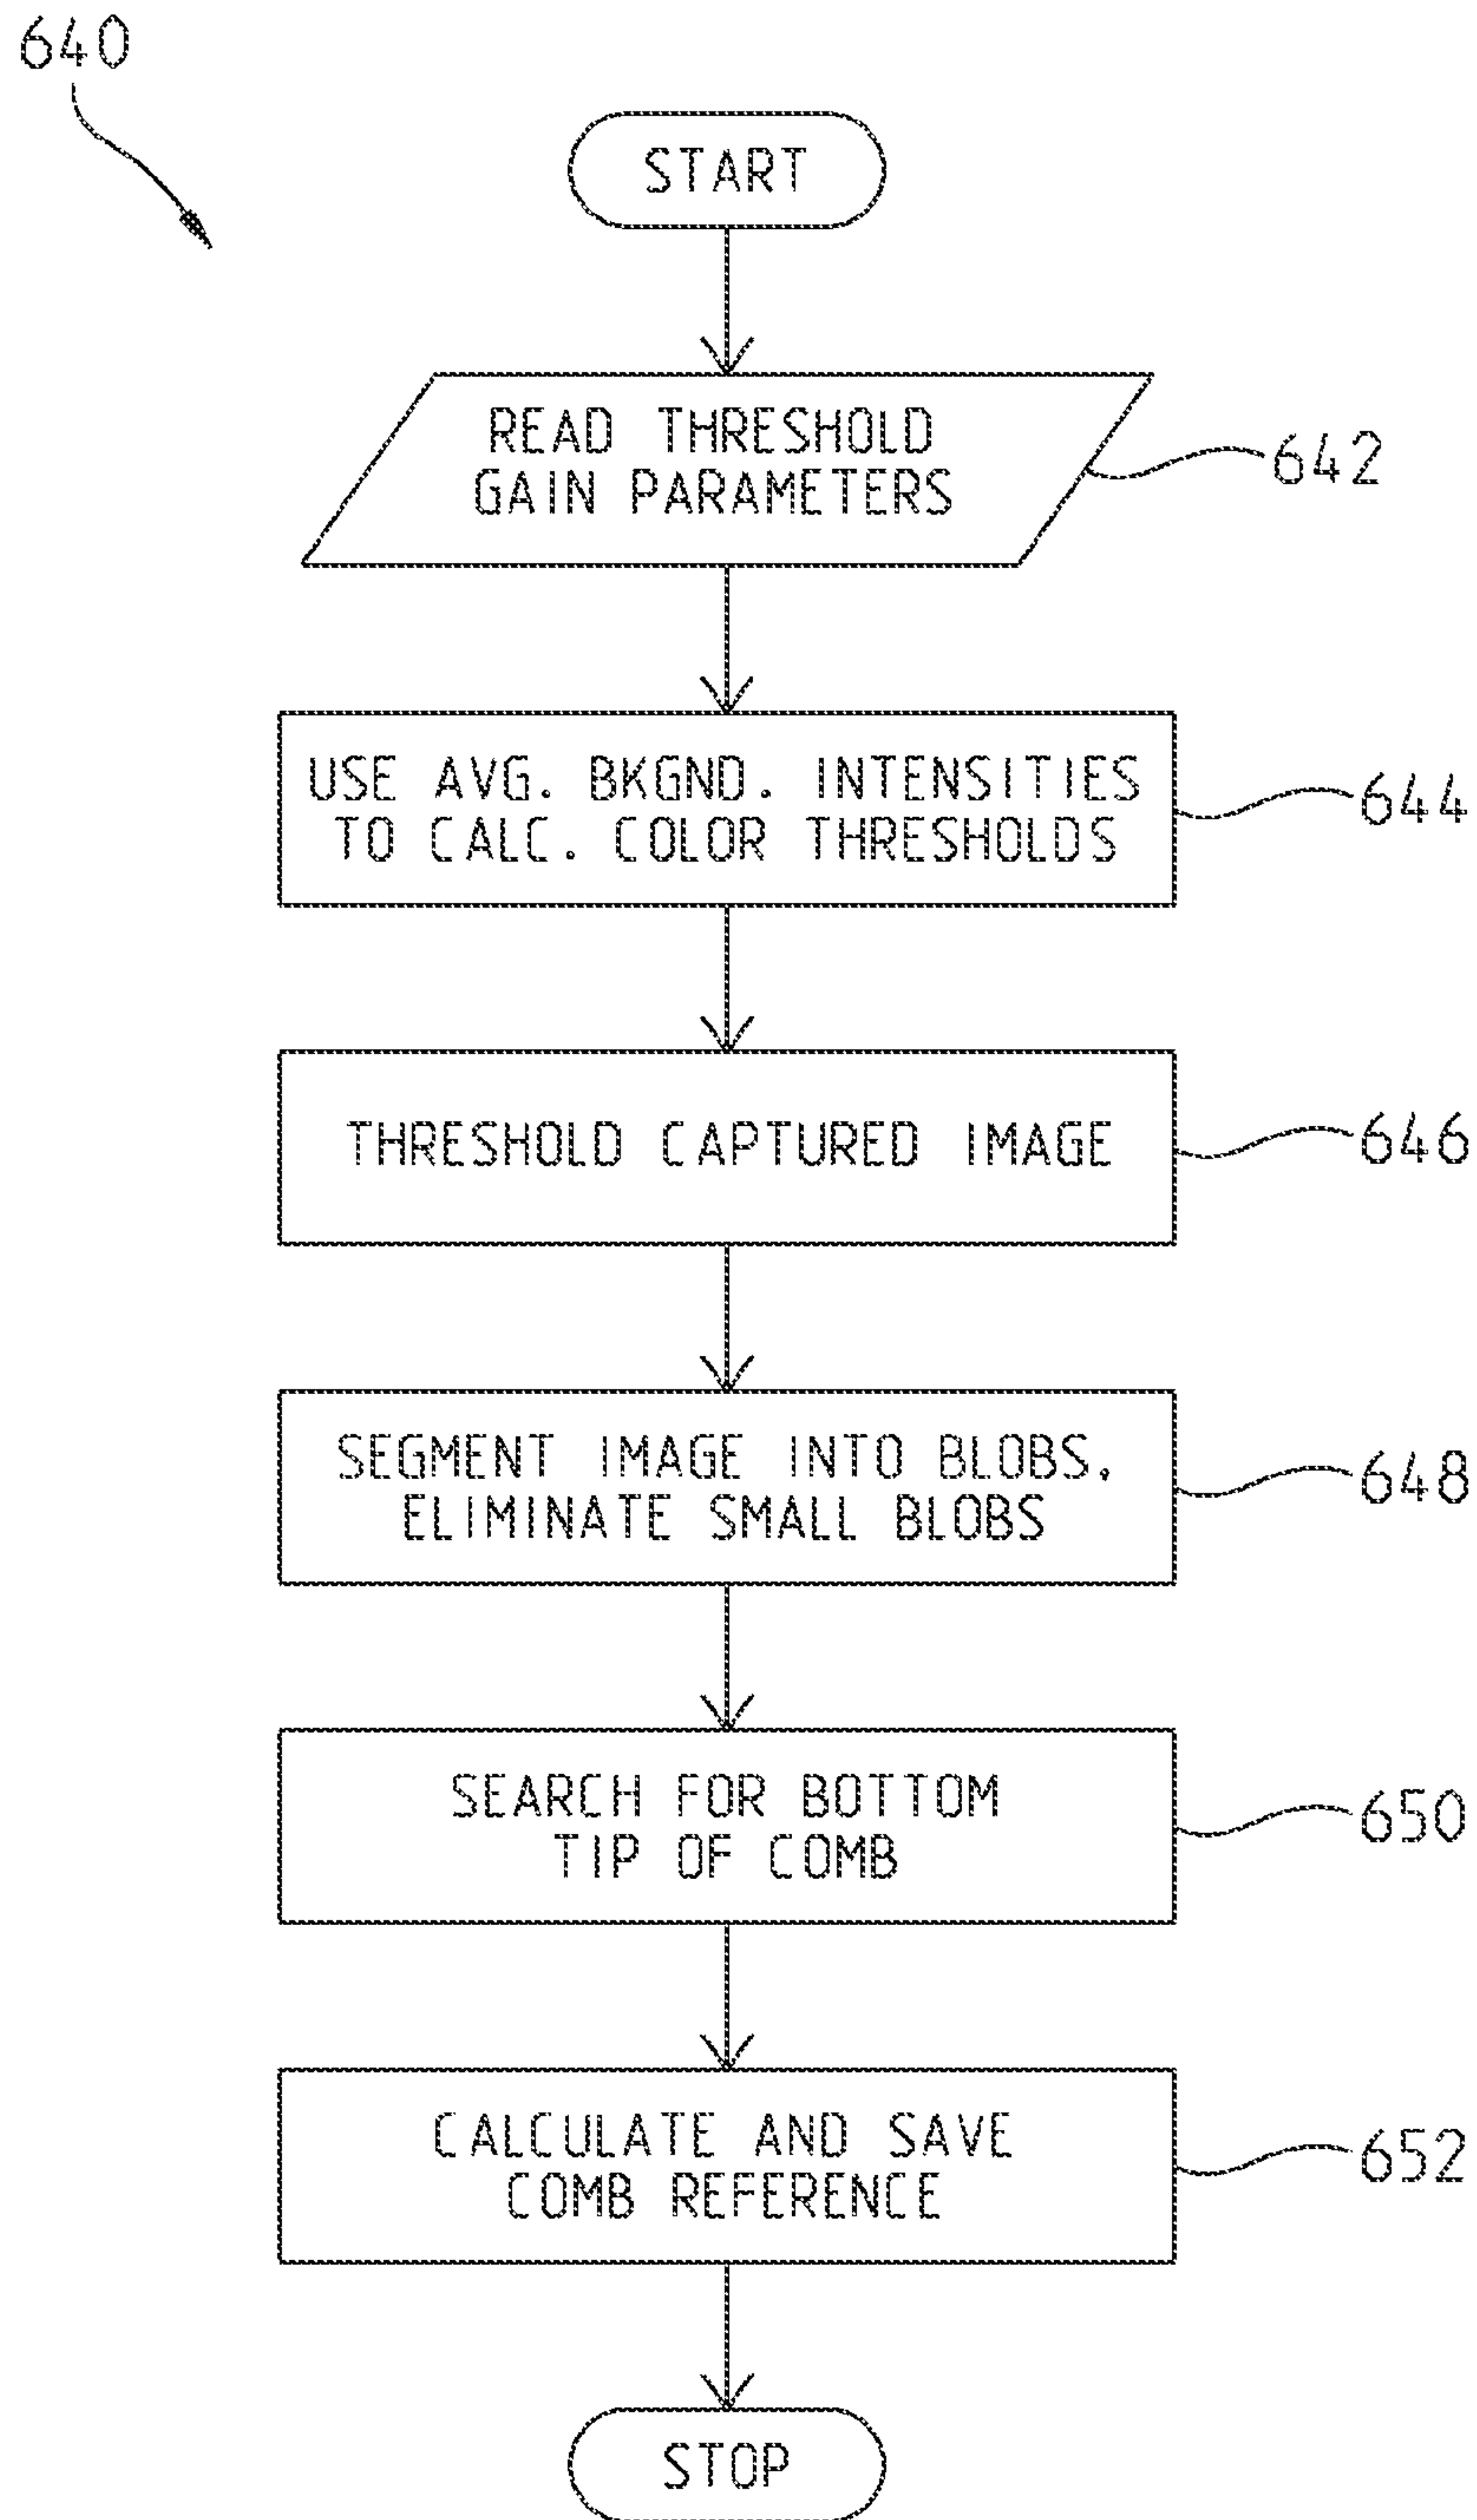 640
START
READ THRESHOLD
GAIN PARAMETERS
642
USE AVG. BKGND. INTENSITIES
TO CALC. COLOR THRESHOLDS
644
THRESHOLD CAPTURED IMAGE
646
SEGMENT IMAGE INTO BLOBS,
ELIMINATE SMALL BLOBS
648
SEARCH FOR BOTTOM
TIP OF COMB
650
CALCULATE AND SAVE
COMB REFERENCE
652
STOP